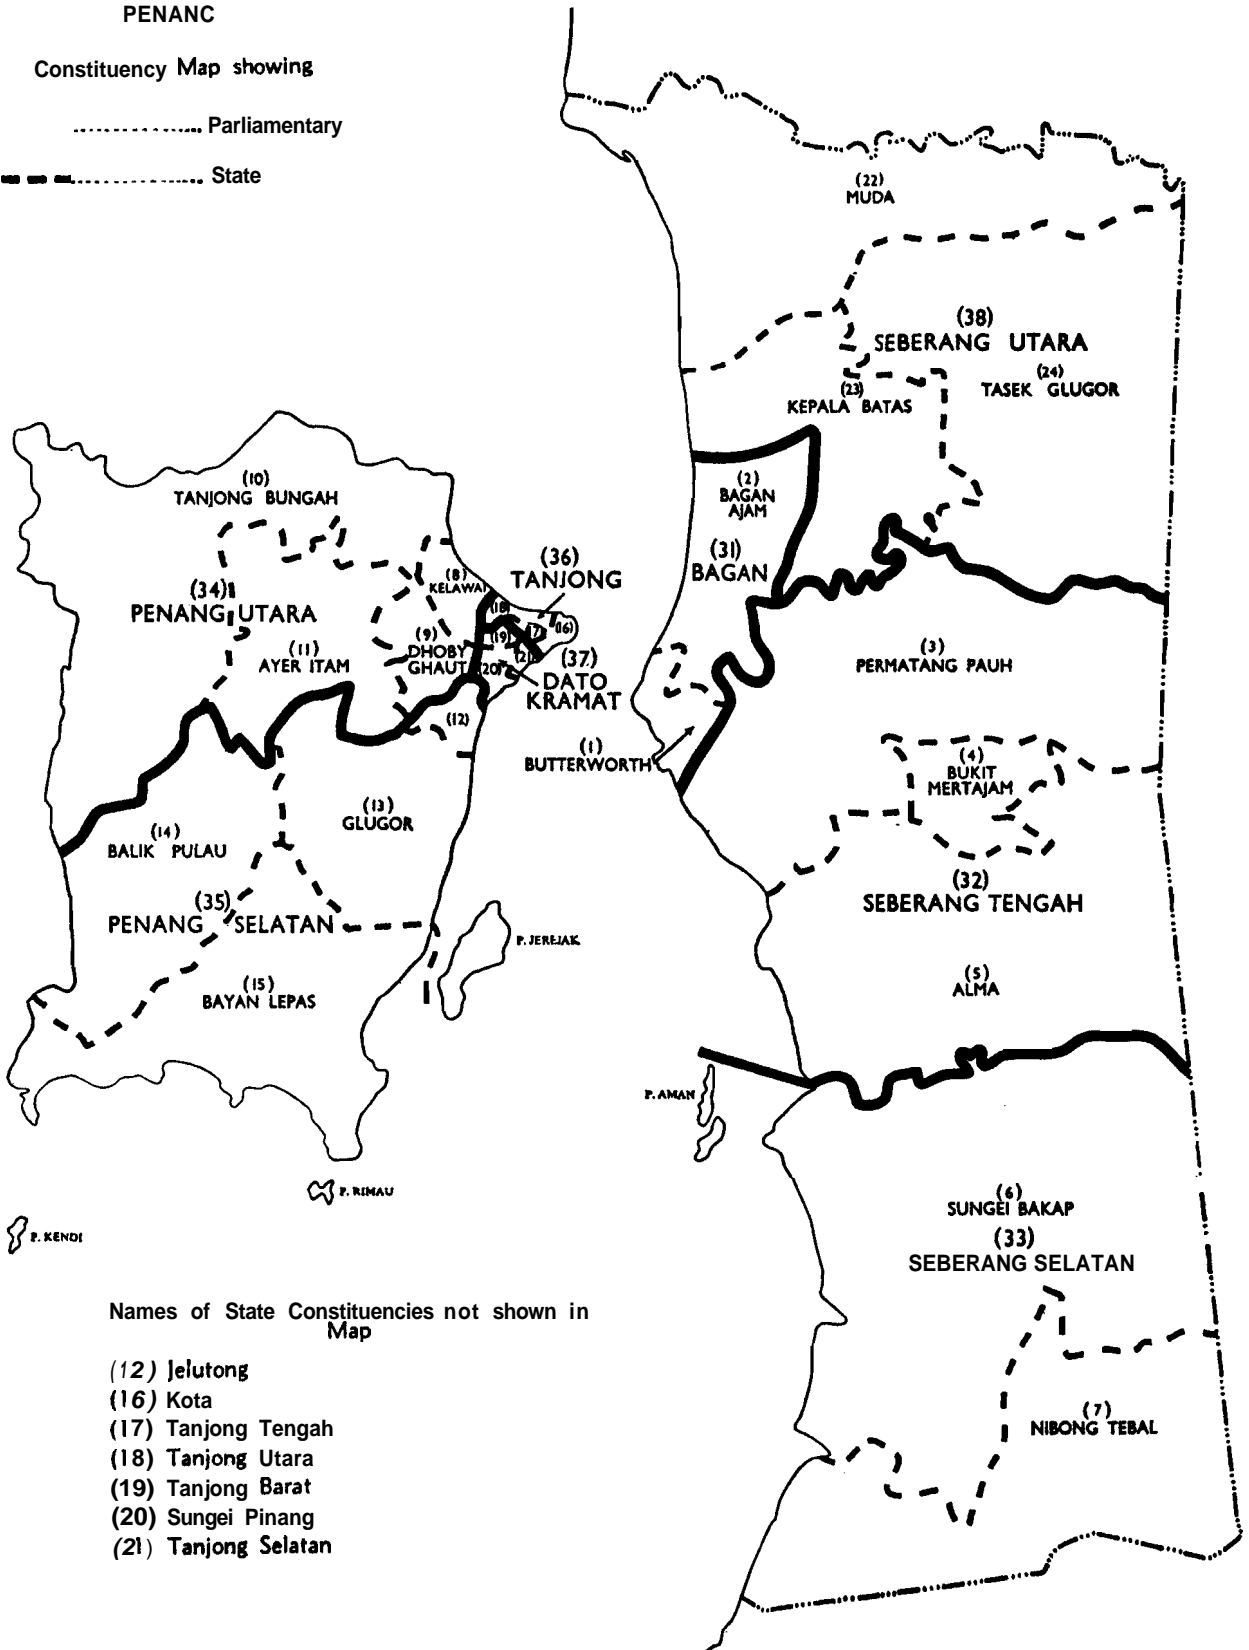 PENANC
Constituency Map showing
Parliamentary
State
(22)
MUDA
(38)
SEBERANG UTARA
(24)
TASEK GLUGOR
(23)
KEPALA BATAS
(10)
TANJONG BUNGAH
(2)
BAGAN
AJAM
(31)
BAGAN
(36)
TANJONG
(8)
KELAWAI
(34)
PENANG UTARA
(18)
(16)
(17)
(19)
(21)
(20)
(9)
DHOBY
GHAUT
(11)
AYER ITAM
(37)
DATO
KRAMAT
(3)
PERMATANG PAUH
(12)
(1)
BUTTERWORTH
(4)
BUKIT
MERTAJAM
(13)
GLUGOR
(14)
BALIK PULAU
(32)
SEBERANG TENGAH
(35)
PENANG SELATAN
P. JEREJAK
(15)
BAYAN LEPAS
(5)
ALMA
P. AMAN
P. RIMAU
P. KENDI
(6)
SUNGEI BAKAP
(33)
SEBERANG SELATAN
(7)
NIBONG TEBAL
Names of State Constituencies not shown in
Map
(12) Jelutong
(16) Kota
(17) Tanjong Tengah
(18) Tanjong Utara
(19) Tanjong Barat
(20) Sungei Pinang
(21) Tanjong Selatan